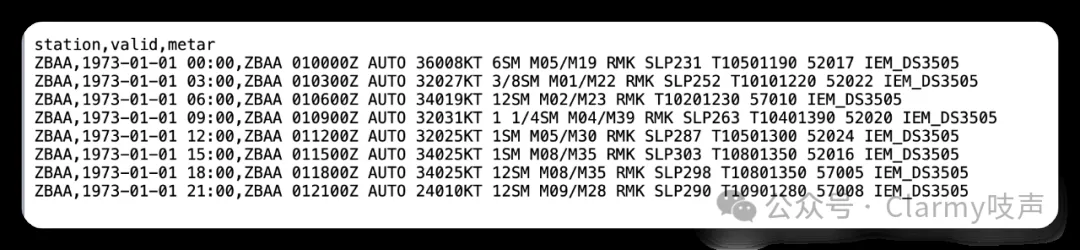 station,valid,metar
ZBAA,1973-01-01 00:00,ZBAA 010000Z AUTO 36008KT 6SM M05/M19 RMK SLP231 T10501190 52017 IEM_DS3505
ZBAA,1973-01-01 03:00,ZBAA 010300Z AUTO 32027KT 3/8SM M01/M22 RMK SLP252 T10101220 52022 IEM_DS3505
ZBAA,1973-01-01 06:00,ZBAA 010600Z AUTO 34019KT 12SM M02/M23 RMK T10201230 57010 IEM_DS3505
ZBAA,1973-01-01 09:00,ZBAA 010900Z AUTO 32031KT 1 1/4SM M04/M39 RMK SLP263 T10401390 52020 IEM_DS3505
ZBAA,1973-01-01 12:00,ZBAA 011200Z AUTO 32025KT 1SM M05/M30 RMK SLP287 T10501300 52024 IEM_DS3505
ZBAA,1973-01-01 15:00,ZBAA 011500Z AUTO 34025KT 1SM M08/M35 RMK SLP303 T10801350 52016 IEM_DS3505
ZBAA,1973-01-01 18:00,ZBAA 011800Z AUTO 34025KT 12SM M08/M35 RMK SLP298 T10801350 57005 IEM_DS3505
ZBAA,1973-01-01 21:00,ZBAA 012100Z AUTO 24010KT 12SM M09/M28 RMK SLP290 T10901280 57008 IEM_DS3505
公众号 · Clarmy吱声